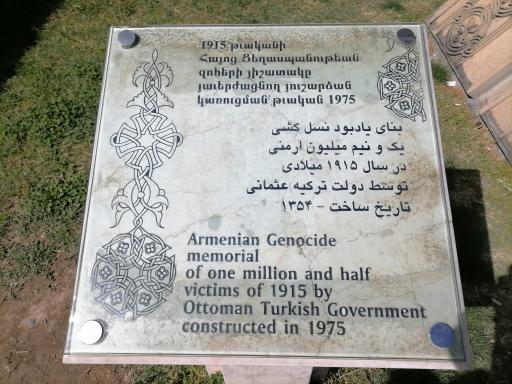 1915 թւականի
Հայոց Ցեղասպանութեան
զոհերի յիշատակը
յաւերժացնող յուշարձան
կառուցման թւական 1975
بنای یادبود نسل کشی
یک و نیم میلیون ارمنی
در سال ۱۹۱۵ میلادی
توسط دولت ترکیه عثمانی
تاریخ ساخت - ۱۳۵۴
Armenian Genocide
memorial
of one million and half
victims of 1915 by
Ottoman Turkish Government
constructed in 1975